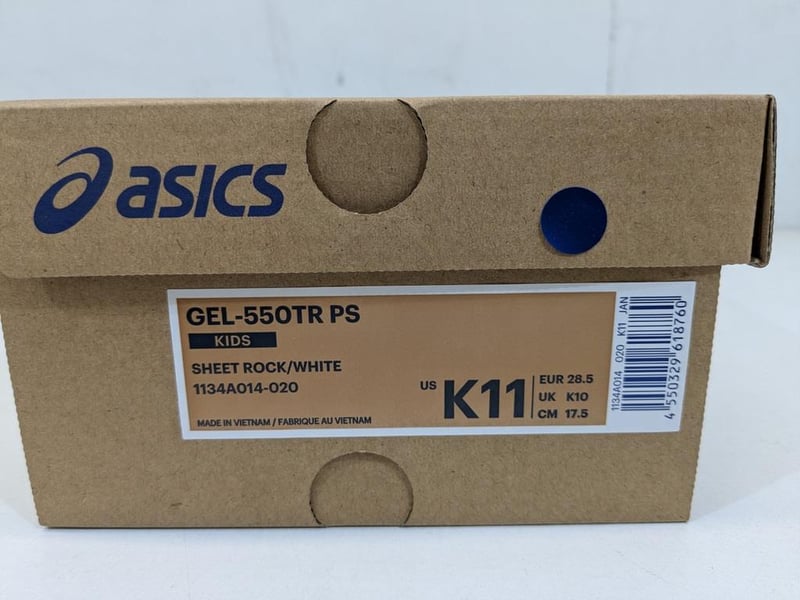 asics
GEL-550TR PS
KIDS
SHEET ROCK/WHITE
1134A014-020
MADE IN VIETNAM / FABRIQUE AU VIETNAM
US K11
EUR 28.5
UK K10
CM 17.5
1134A014 020 K11 JAN
4 550329 618760